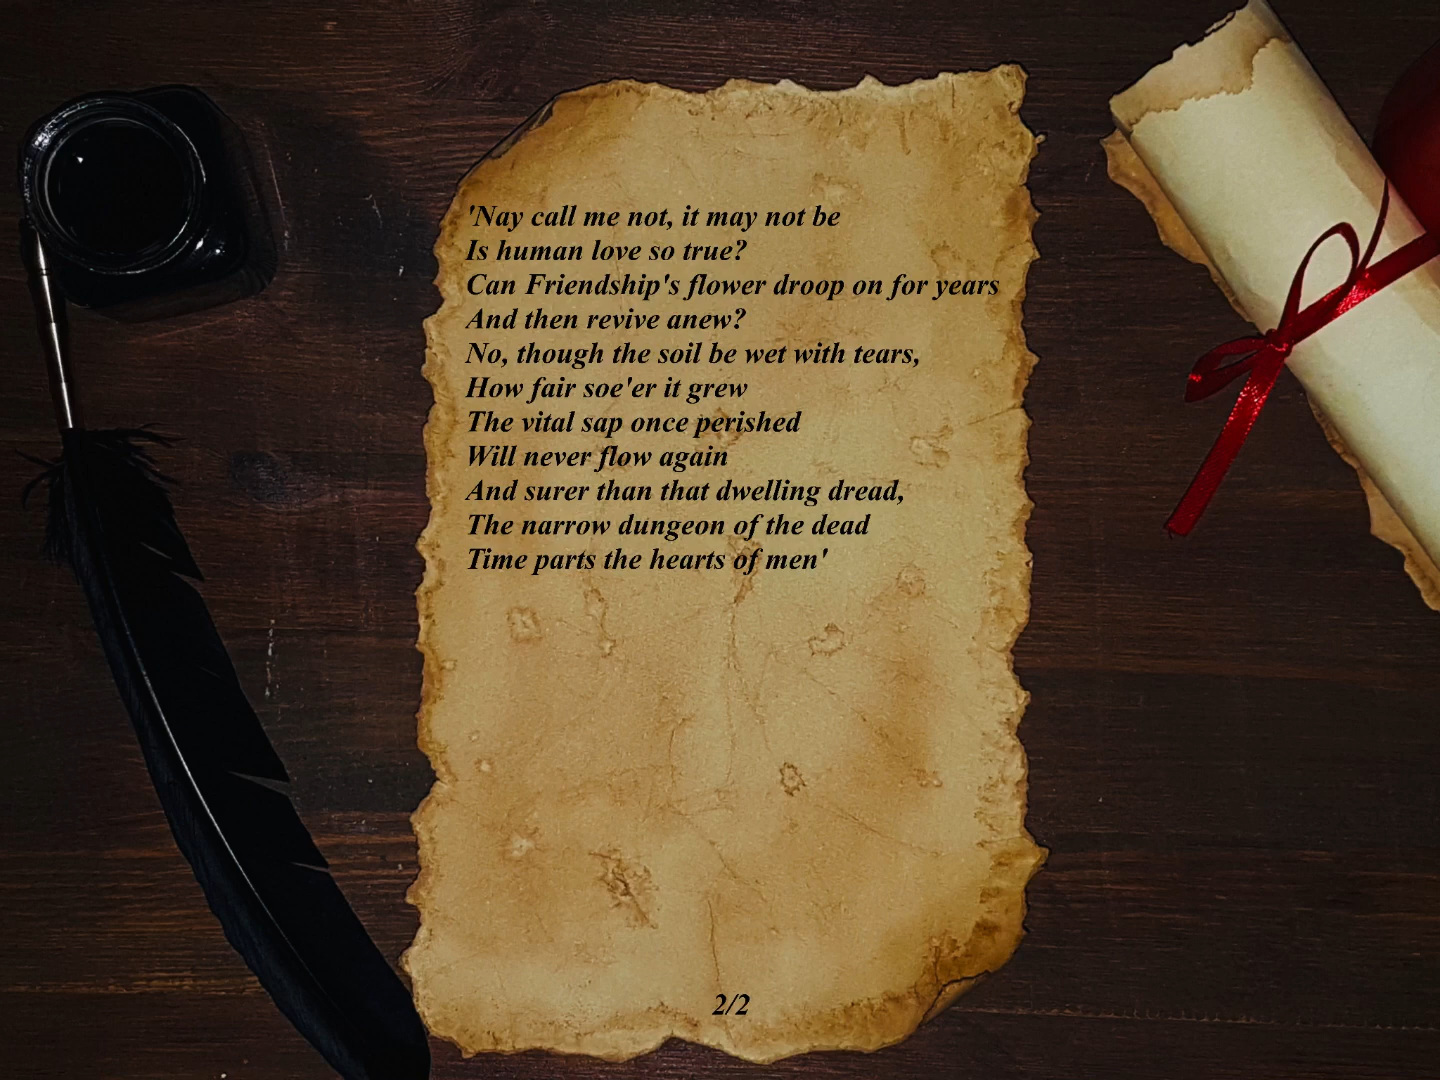 'Nay call me not, it may not be
Is human love so true?
Can Friendship's flower droop on for years
And then revive anew?
No, though the soil be wet with tears,
How fair soe'er it grew
The vital sap once perished
Will never flow again
And surer than that dwelling dread,
The narrow dungeon of the dead
Time parts the hearts of men'
2/2